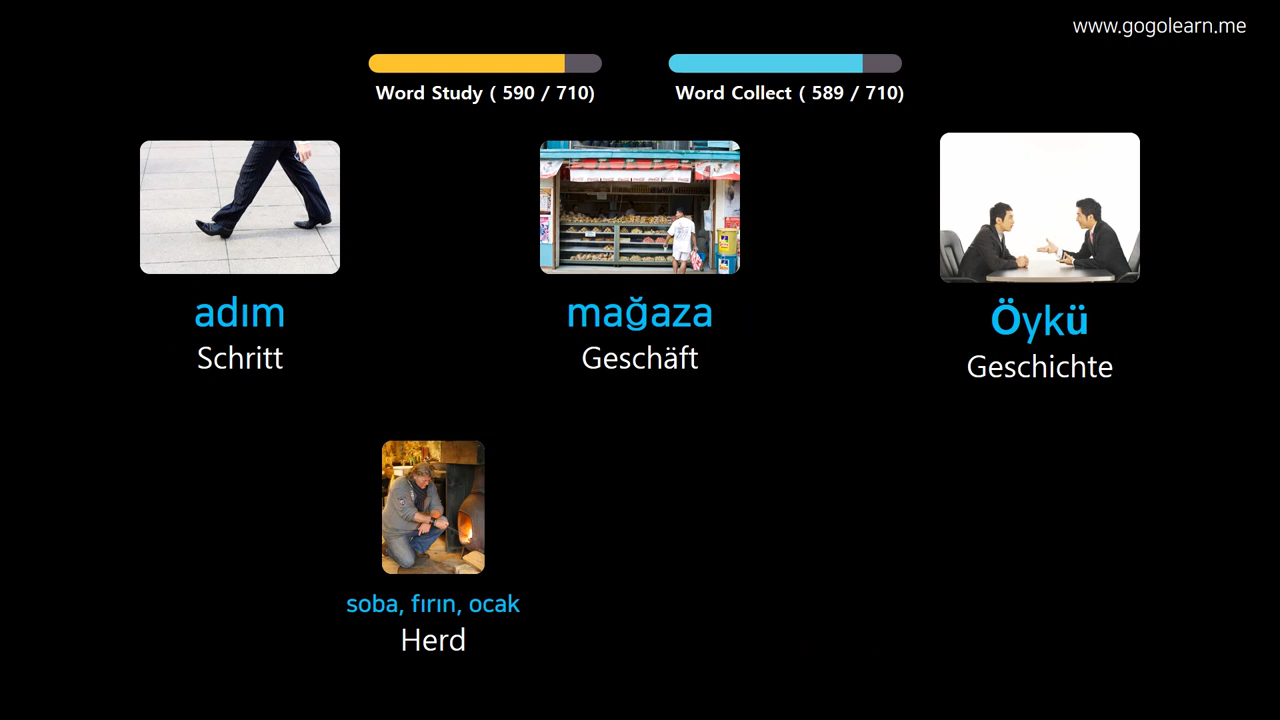 www.gogolearn.me
Word Study ( 590 / 710)
Word Collect ( 589 / 710)
adım
Schritt
mağaza
Geschäft
Öykü
Geschichte
soba, fırın, ocak
Herd